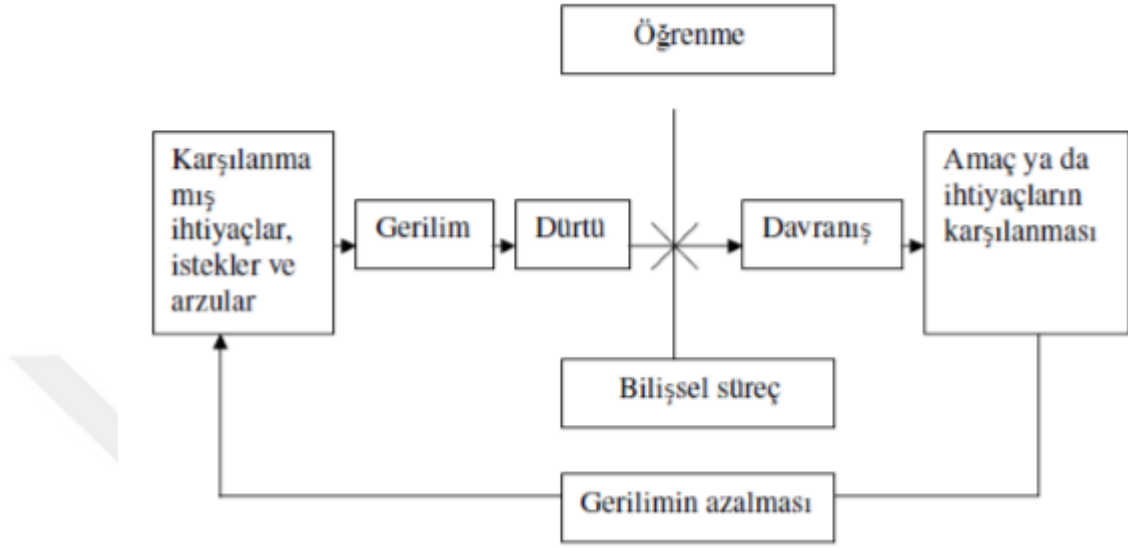 Öğrenme
Karşılanma
mış
ihtiyaçlar,
istekler ve
arzular
Gerilim
Dürtü
Davranış
Amaç ya da
ihtiyaçların
karşılanması
Bilişsel süreç
Gerilimin azalması